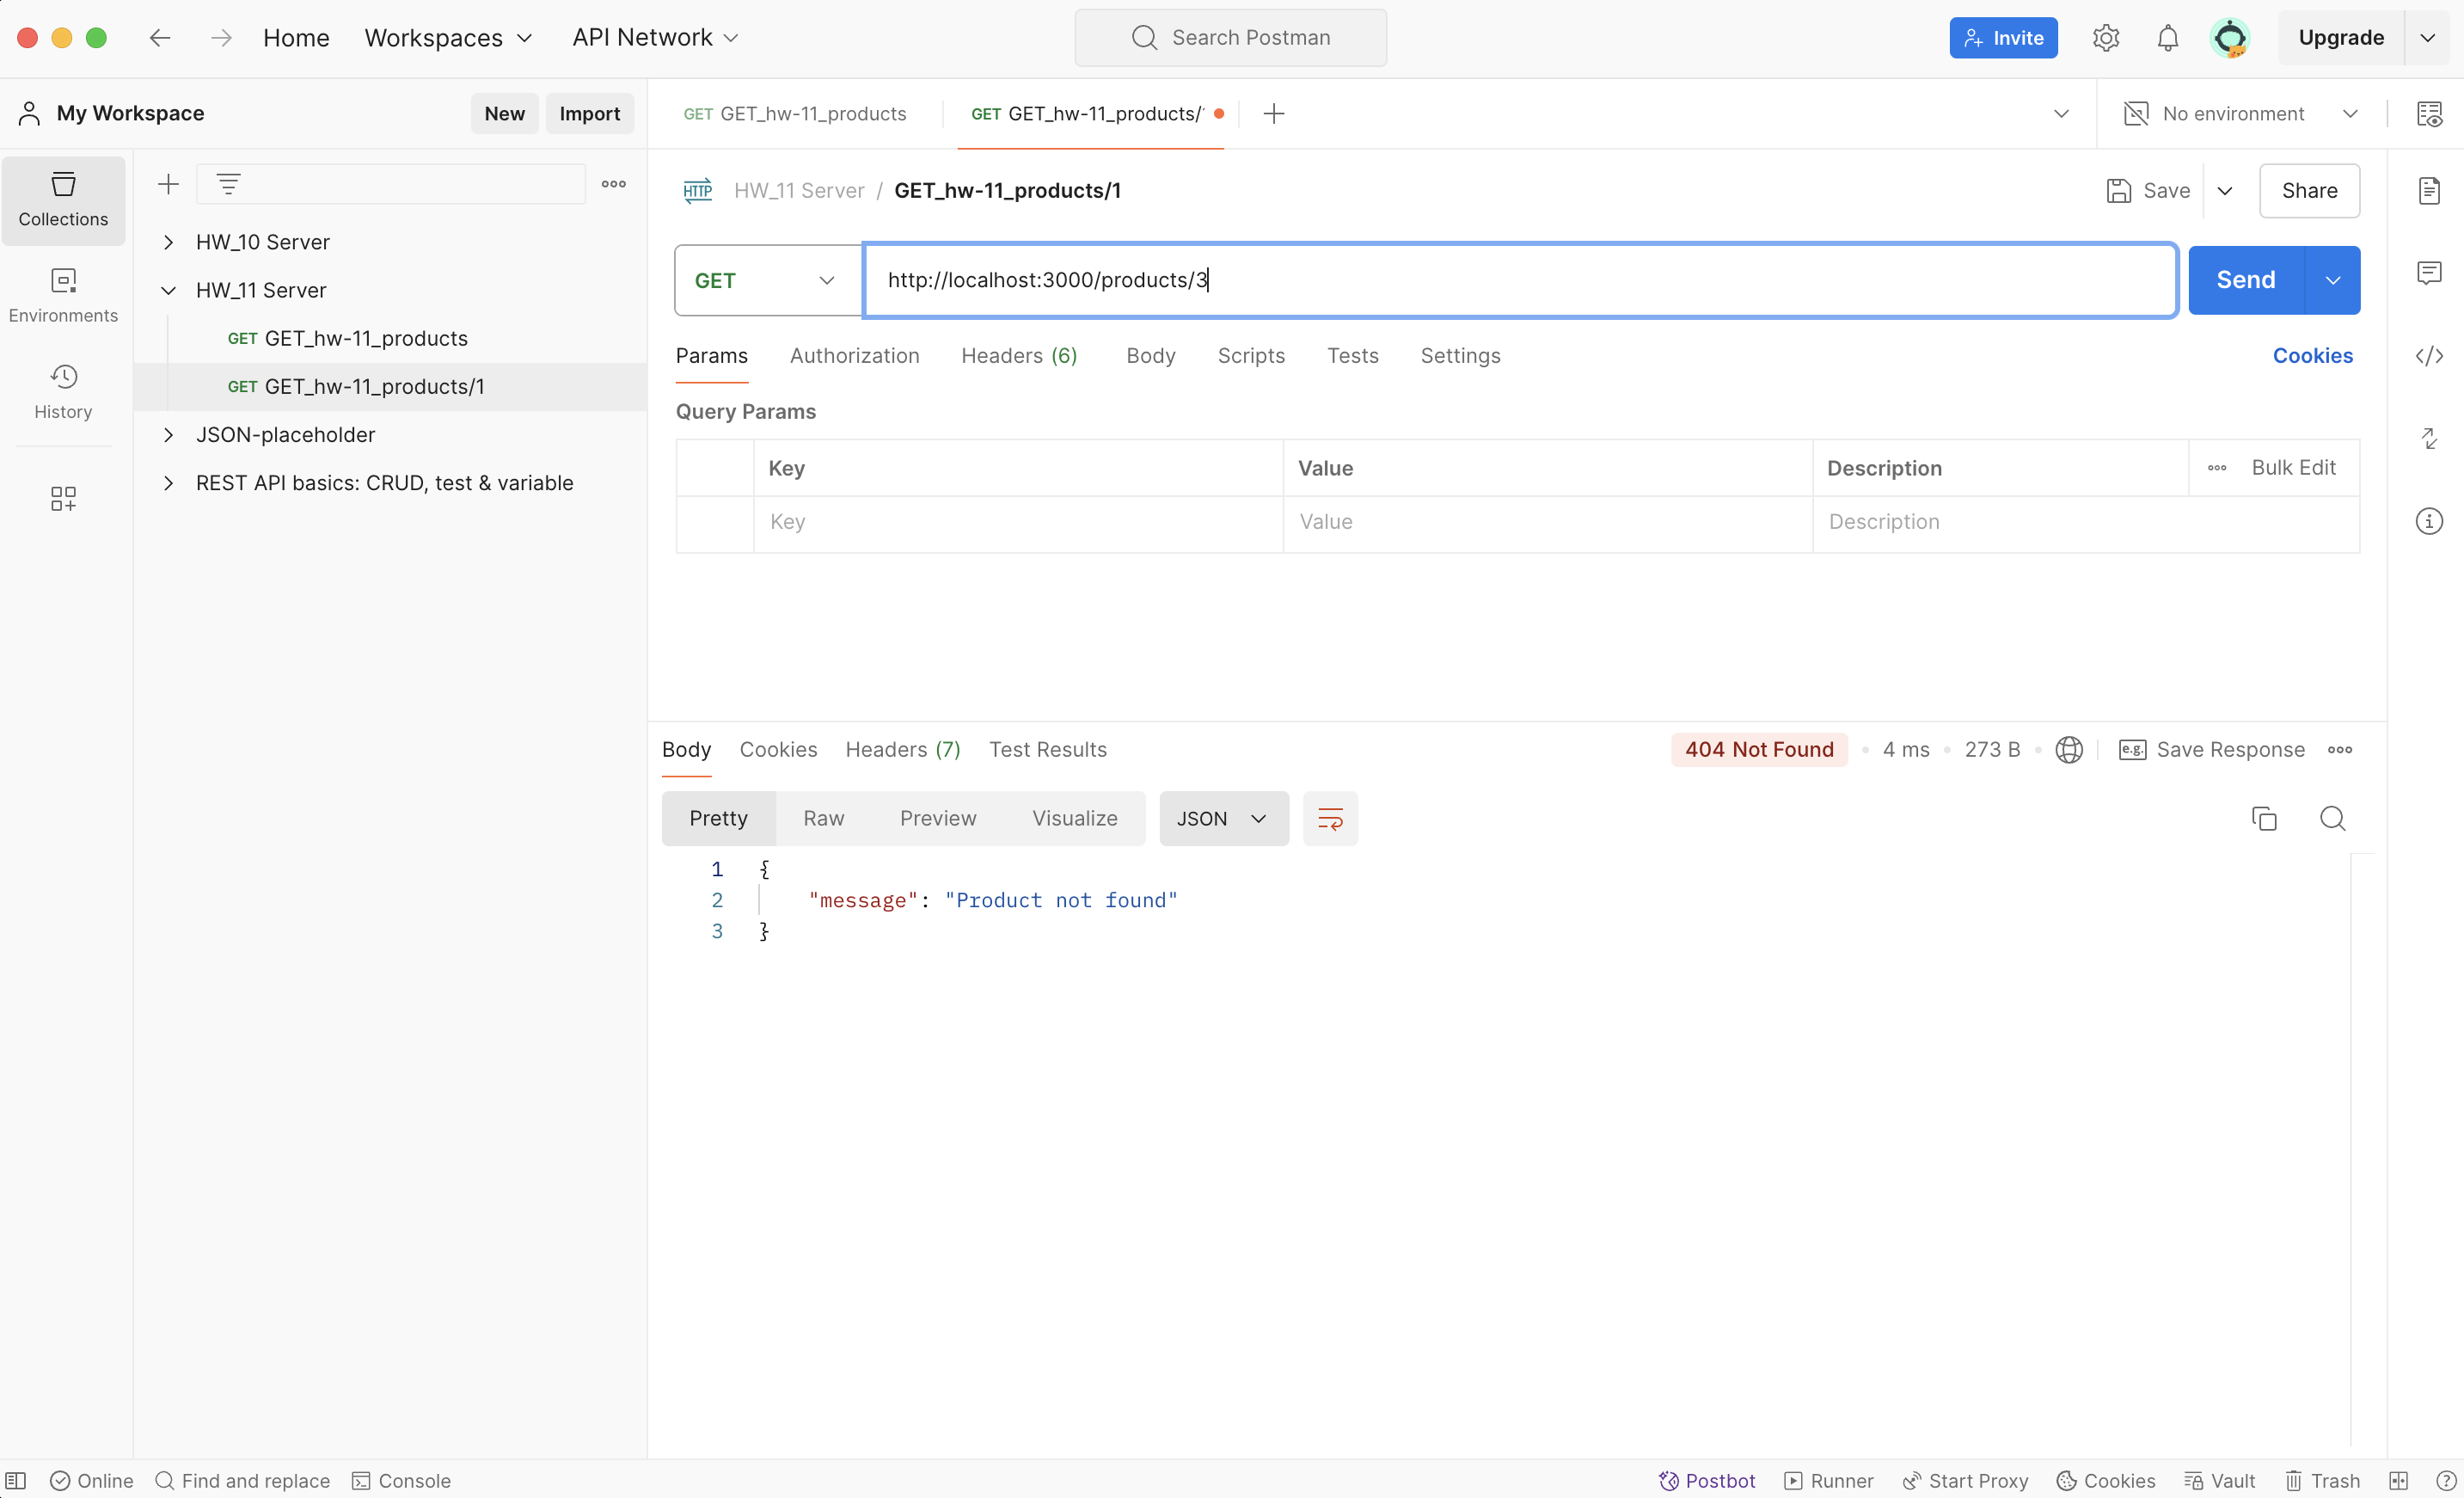 Home Workspaces API Network Search Postman Invite Upgrade
My Workspace New Import GET GET_hw-11_products GET GET_hw-11_products/ No environment
Collections
Environments
History
HW_10 Server
HW_11 Server
GET GET_hw-11_products
GET GET_hw-11_products/1
JSON-placeholder
REST API basics: CRUD, test & variable
HTTP HW_11 Server / GET_hw-11_products/1 Save Share
GET http://localhost:3000/products/3 Send
Params Authorization Headers (6) Body Scripts Tests Settings Cookies
Query Params
Key Value Description Bulk Edit
Key Value Description
Body Cookies Headers (7) Test Results 404 Not Found 4 ms 273 B e.g. Save Response
Pretty Raw Preview Visualize JSON
1 {
2 "message": "Product not found"
3 }
Online Find and replace Console Postbot Runner Start Proxy Cookies Vault Trash